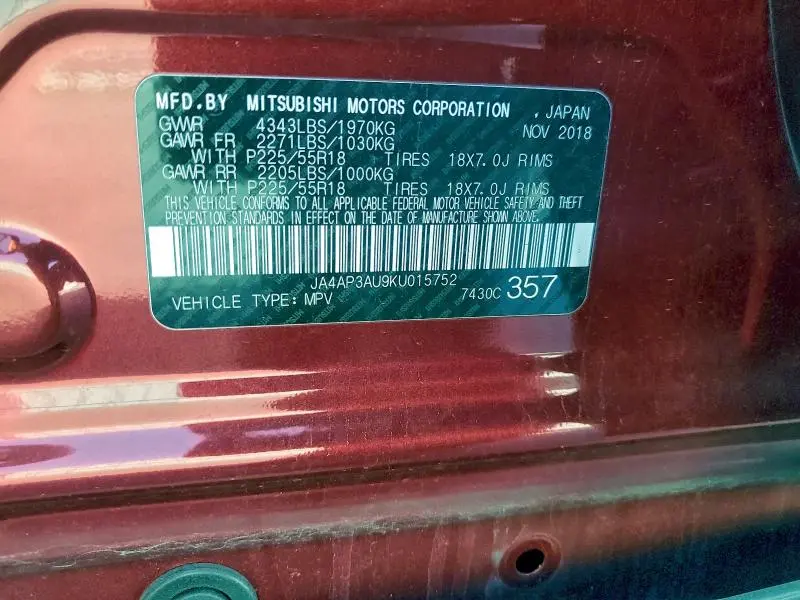 MFD.BY MITSUBISHI MOTORS CORPORATION , JAPAN
GVWR 4343LBS/1970KG NOV 2018
GAWR FR 2271LBS/1030KG
WITH P225/55R18 TIRES 18X7.0J RIMS
GAWR RR 2205LBS/1000KG
WITH P225/55R18 TIRES 18X7.0J RIMS
THIS VEHICLE CONFORMS TO ALL APPLICABLE FEDERAL MOTOR VEHICLE SAFETY AND THEFT
PREVENTION STANDARDS IN EFFECT ON THE DATE OF MANUFACTURE SHOWN ABOVE.
JA4AP3AU9KU015752
VEHICLE TYPE: MPV 7430C 357